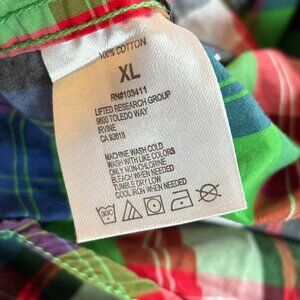 100% COTTON
XL
RN#103411
LIFTED RESEARCH GROUP
9600 TOLEDO WAY
IRVINE
CA 92618
MACHINE WASH COLD
WASH WITH LIKE COLORS
ONLY NON-CHLORINE
BLEACH WHEN NEEDED
TUMBLE DRY LOW
COOL IRON WHEN NEEDED